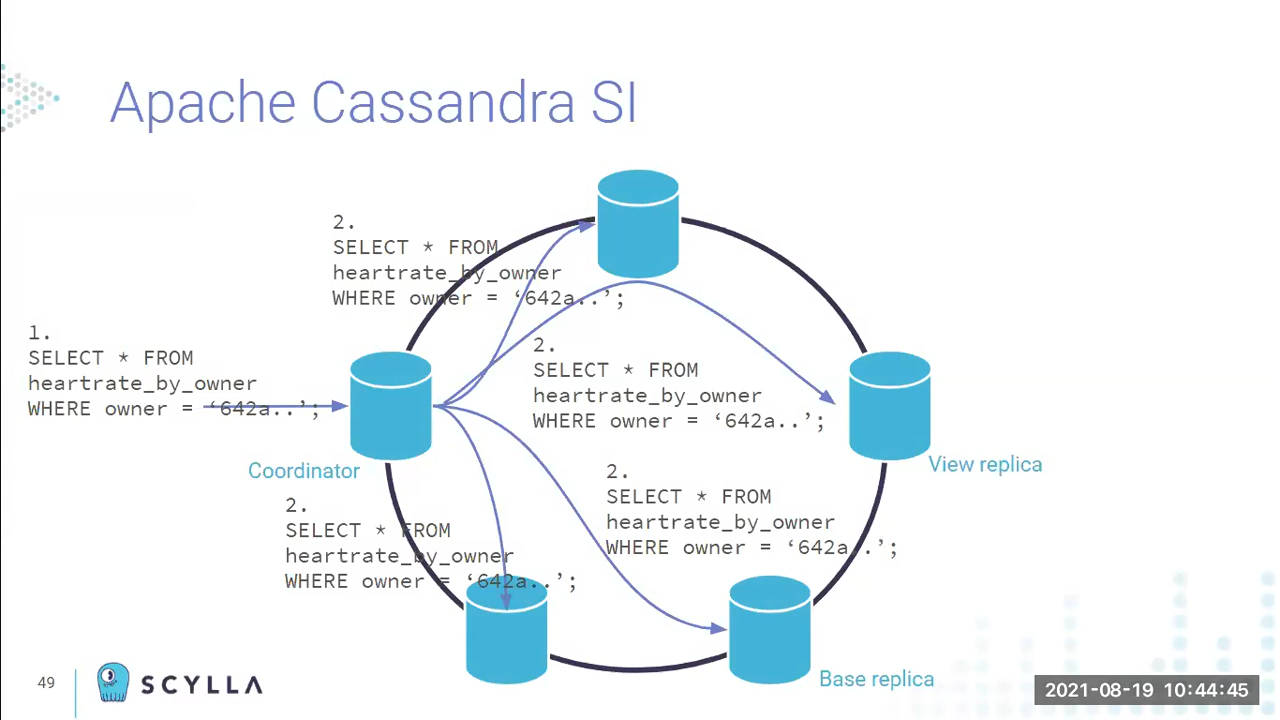 Apache Cassandra SI
2.
SELECT * FROM
heartrate_by_owner
WHERE owner = ‘642a..’;
1.
SELECT * FROM
heartrate_by_owner
WHERE owner = ‘642a..’;
2.
SELECT * FROM
heartrate_by_owner
WHERE owner = ‘642a..’;
Coordinator
View replica
2.
SELECT * FROM
heartrate_by_owner
WHERE owner = ‘642a..’;
2.
SELECT * FROM
heartrate_by_owner
WHERE owner = ‘642a..’;
Base replica
49
SCYLLA
2021-08-19 10:44:45